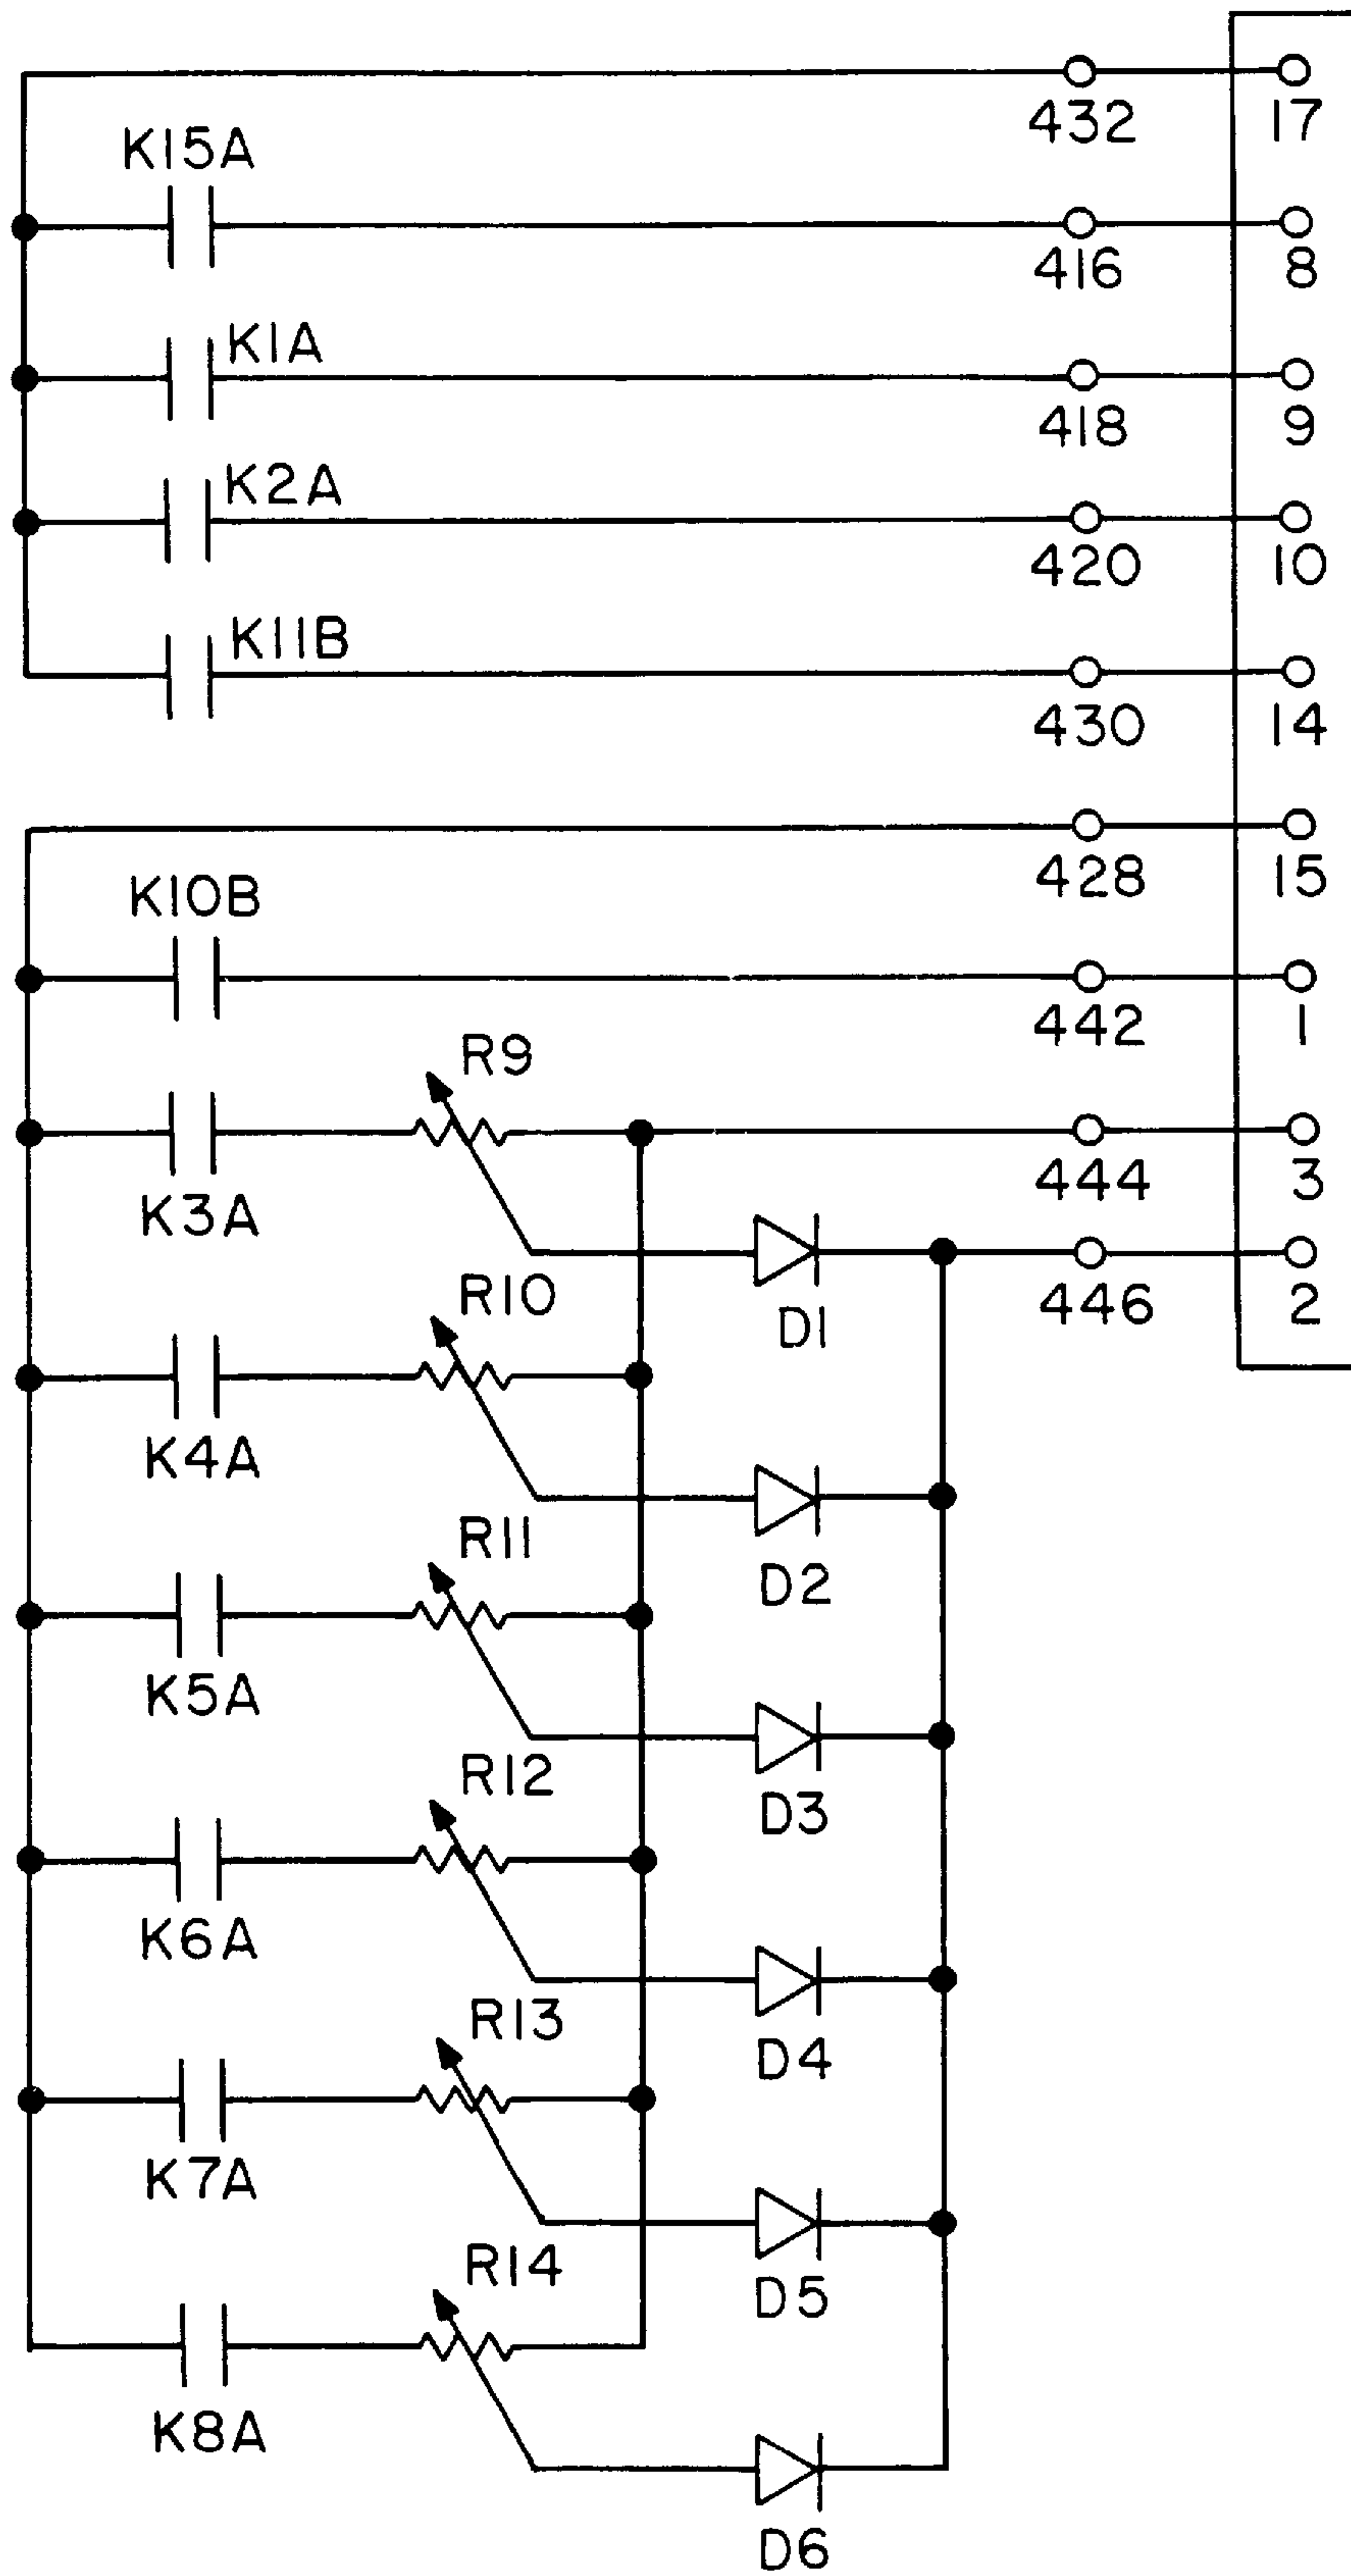 432 17
K15A
416 8
K1A
418 9
K2A
420 10
K11B
430 14
428 15
K10B
442 1
R9
K3A
444 3
446 2
R10
D1
K4A
R11
D2
K5A
R12
D3
K6A
R13
D4
K7A
R14
D5
K8A
D6